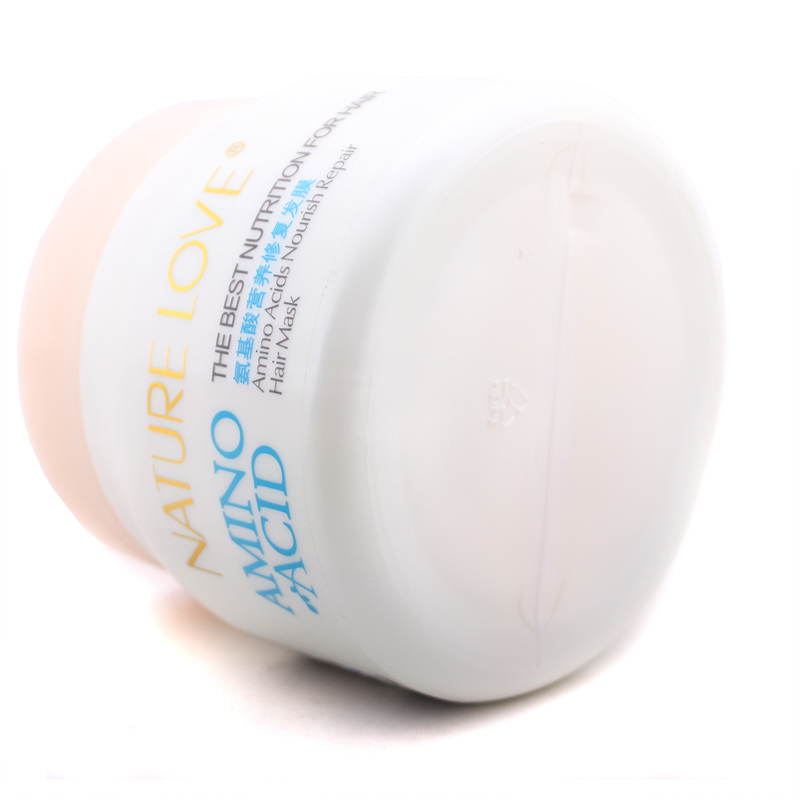 NATURE LOVE®
AMINO
ACID
THE BEST NUTRITION FOR HAIR
氨基酸营养修复发膜
Amino Acids Nourish Repair
Hair Mask